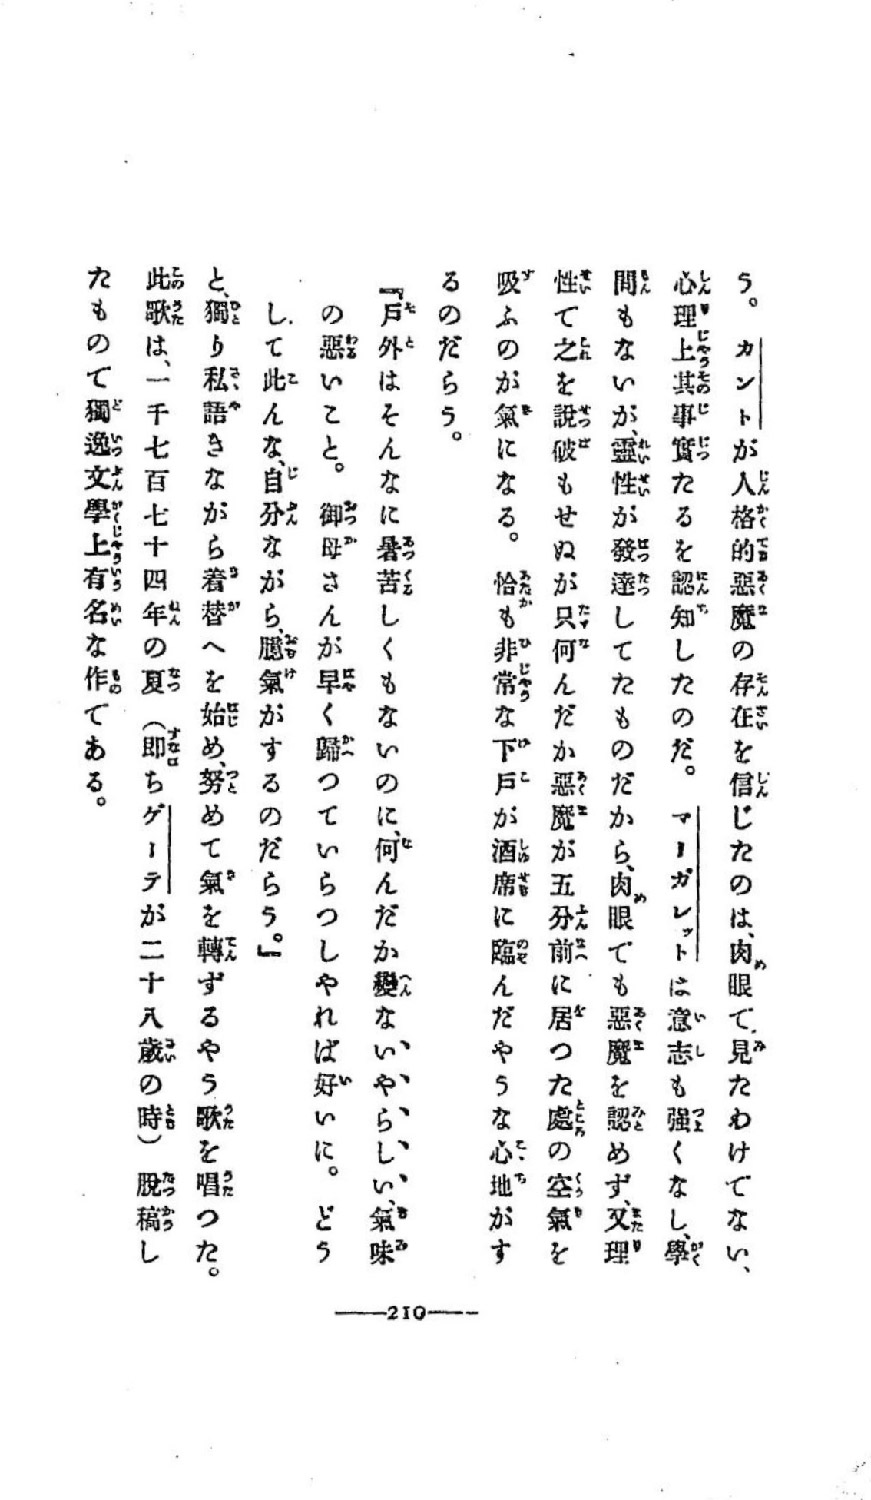 う。カントが人格的惡魔の存在を信じたのは、肉眼で見たわけでない、
心理上其事實たるを認知したのだ。マーガレットは意志も强くなし、學
問もないが、靈性が發達してたものだから、肉眼でも惡魔を認めず、又理
性で之を說破もせぬが只何んだか惡魔が五分前に居つた處の空氣を
吸ふのが氣になる。恰も非常な下戶が酒席に臨んだやうな心地がす
るのだらう。
『戶外はそんなに暑苦しくもないのに、何んだか變ないやらしい、氣味
の惡いこと。御母さんが早く歸つていらつしやれば好いに。どう
して此んな、自分ながら、臆氣がするのだらう。』
と、獨り私語きながら着替へを始め、努めて氣を轉ずるやう歌を唱つた。
此歌は、一千七百七十四年の夏（即ちゲーテが二十八歲の時）脫稿し
たもので獨逸文學上有名な作である。
210